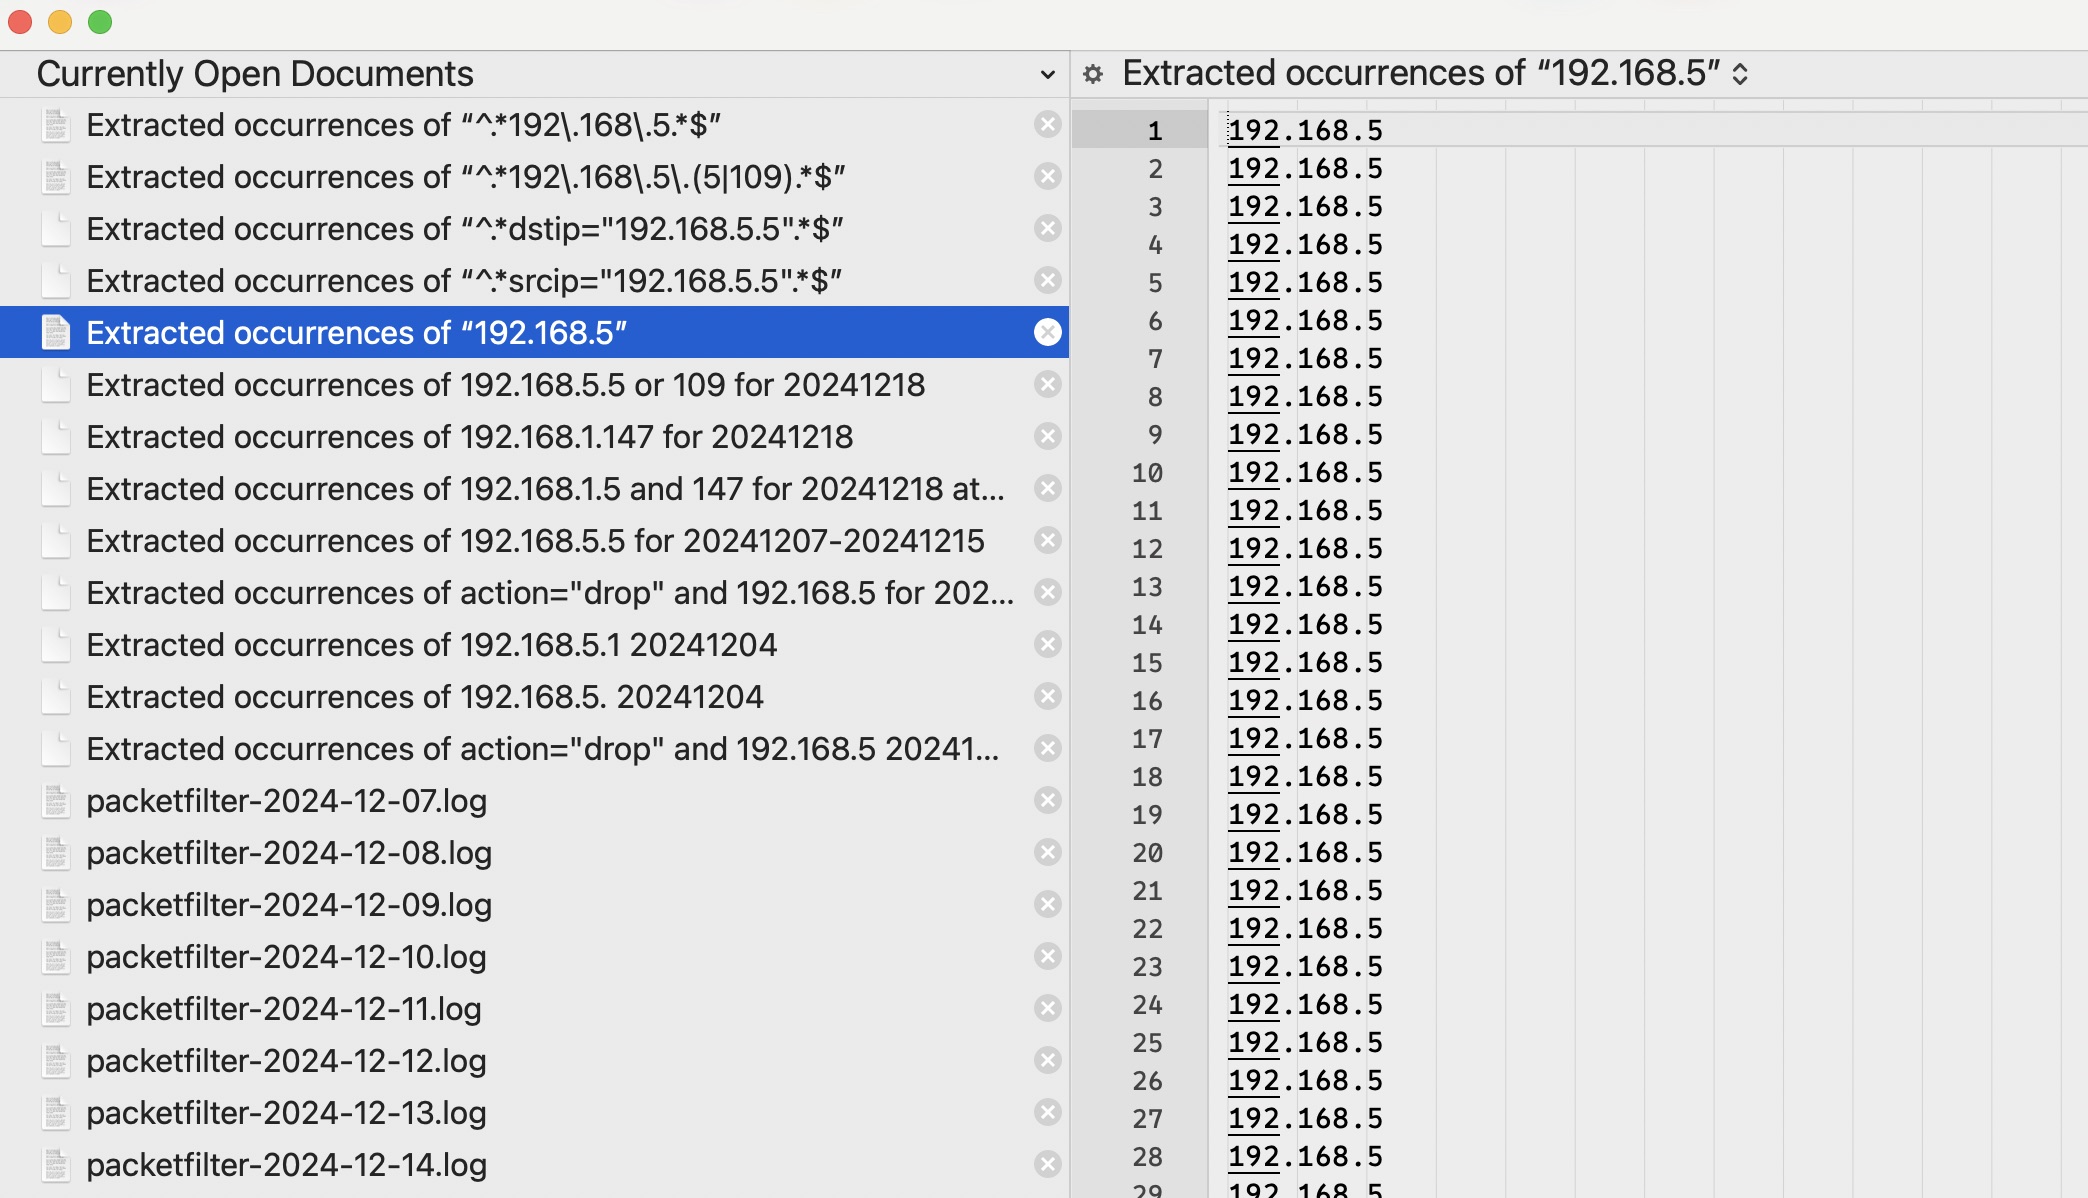 Currently Open Documents
Extracted occurrences of “^.*192\.168\.5.*$”
Extracted occurrences of “^.*192\.168\.5\.(5|109).*$”
Extracted occurrences of “^.*dstip="192.168.5.5".*$”
Extracted occurrences of “^.*srcip="192.168.5.5".*$”
Extracted occurrences of “192.168.5”
Extracted occurrences of 192.168.5.5 or 109 for 20241218
Extracted occurrences of 192.168.1.147 for 20241218
Extracted occurrences of 192.168.1.5 and 147 for 20241218 at...
Extracted occurrences of 192.168.5.5 for 20241207-20241215
Extracted occurrences of action="drop" and 192.168.5 for 202...
Extracted occurrences of 192.168.5.1 20241204
Extracted occurrences of 192.168.5. 20241204
Extracted occurrences of action="drop" and 192.168.5 20241...
packetfilter-2024-12-07.log
packetfilter-2024-12-08.log
packetfilter-2024-12-09.log
packetfilter-2024-12-10.log
packetfilter-2024-12-11.log
packetfilter-2024-12-12.log
packetfilter-2024-12-13.log
packetfilter-2024-12-14.log
Extracted occurrences of “192.168.5”
1 192.168.5
2 192.168.5
3 192.168.5
4 192.168.5
5 192.168.5
6 192.168.5
7 192.168.5
8 192.168.5
9 192.168.5
10 192.168.5
11 192.168.5
12 192.168.5
13 192.168.5
14 192.168.5
15 192.168.5
16 192.168.5
17 192.168.5
18 192.168.5
19 192.168.5
20 192.168.5
21 192.168.5
22 192.168.5
23 192.168.5
24 192.168.5
25 192.168.5
26 192.168.5
27 192.168.5
28 192.168.5
29 192.168.5